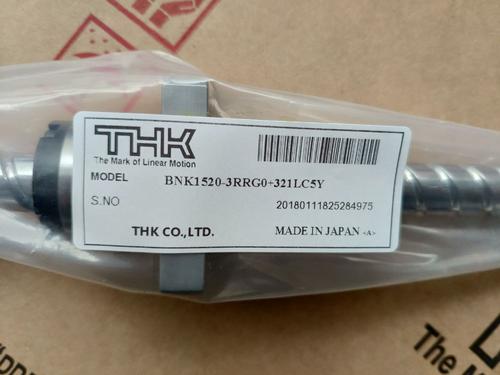 THK
The Mark of Linear Motion
MODEL BNK1520-3RRG0+321LC5Y
S.NO 20180111825284975
THK CO.,LTD. MADE IN JAPAN <A>
The Mar